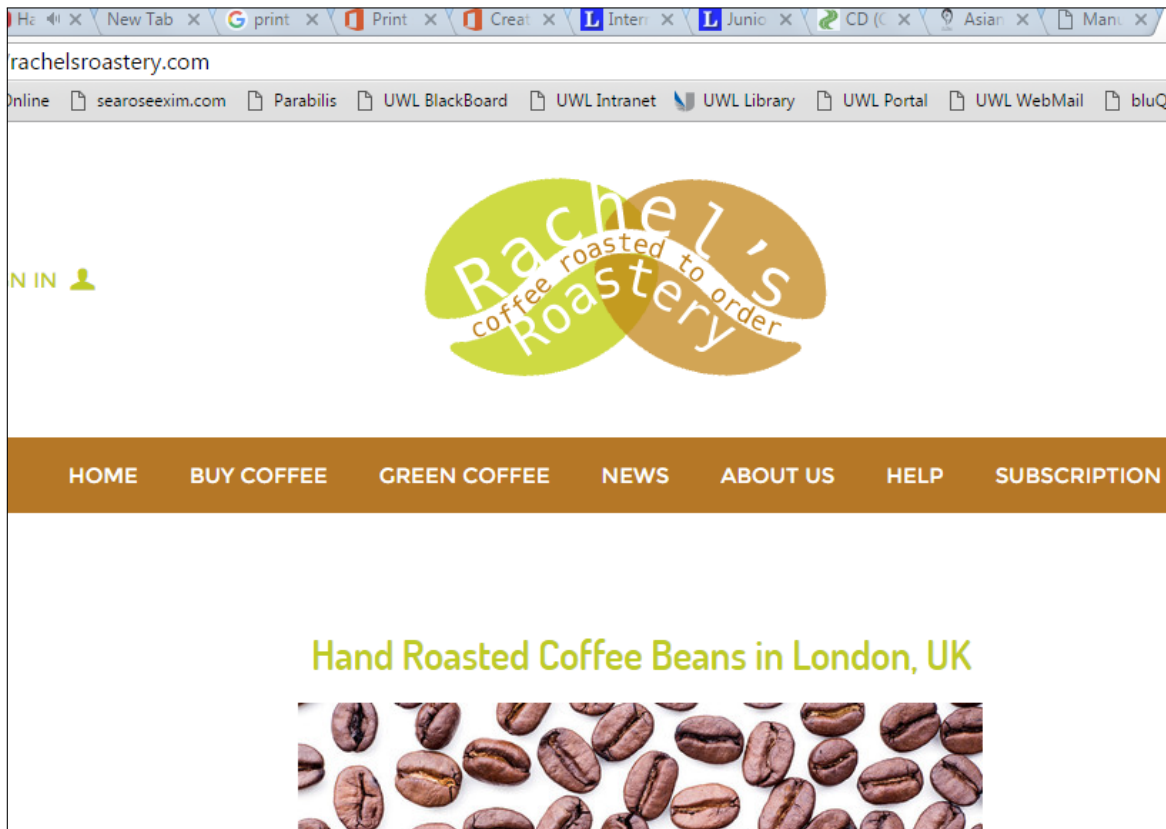 Ha New Tab print Print Creat Intern Junio CD (C Asian Manu
rachelsroastery.com
Online searoseexim.com Parabilis UWL BlackBoard UWL Intranet UWL Library UWL Portal UWL WebMail bluQ
Rachel's
coffee roasted to order
Roastery
N IN
HOME BUY COFFEE GREEN COFFEE NEWS ABOUT US HELP SUBSCRIPTION
Hand Roasted Coffee Beans in London, UK